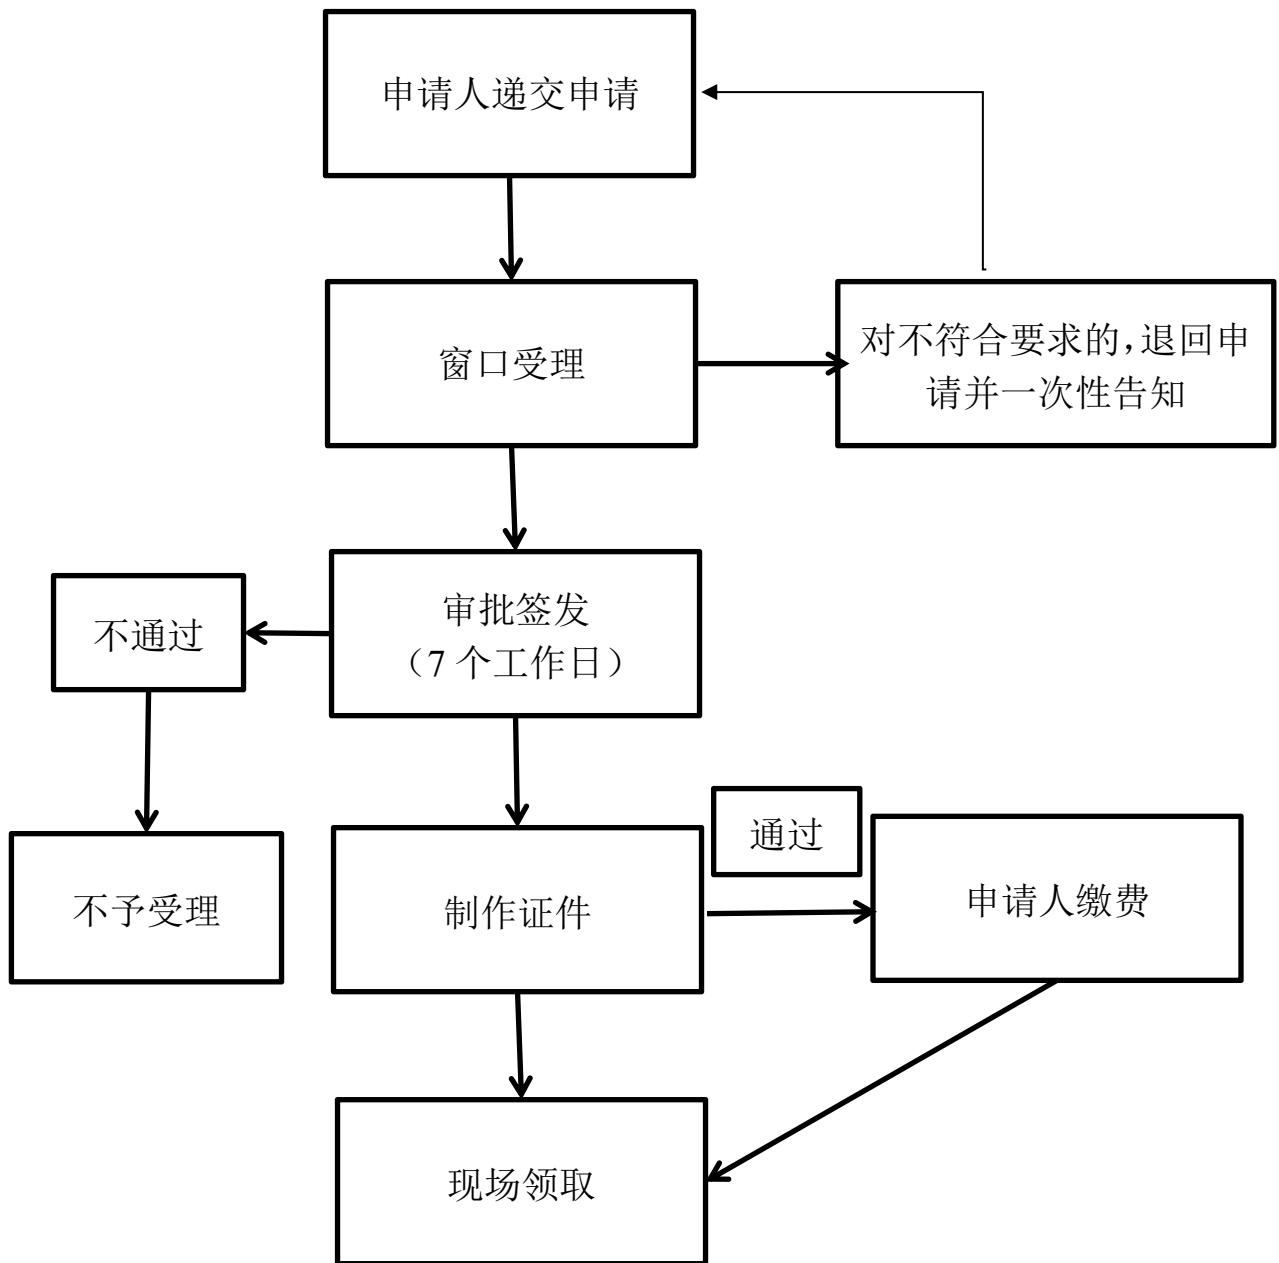 申请人递交申请
窗口受理
对不符合要求的,退回申
请并一次性告知
审批签发
（7 个工作日）
不通过
通过
不予受理
制作证件
申请人缴费
现场领取